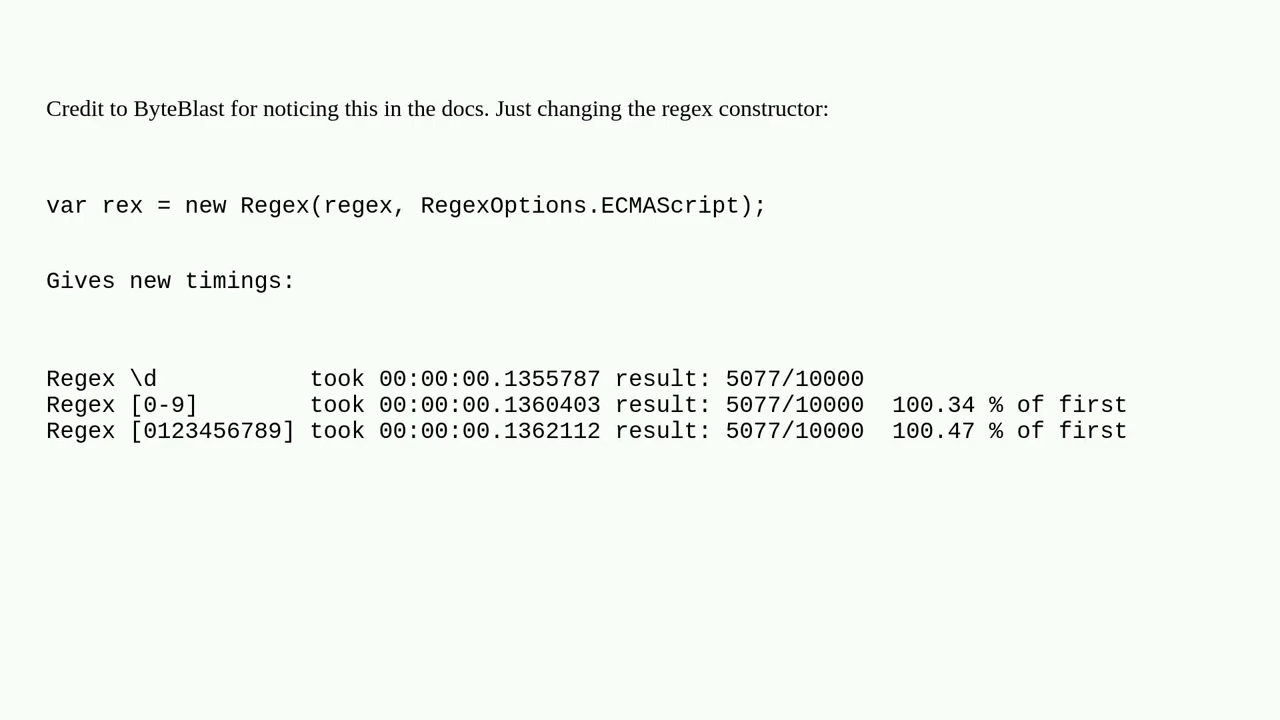 Credit to ByteBlast for noticing this in the docs. Just changing the regex constructor:
var rex = new Regex(regex, RegexOptions.ECMAScript);
Gives new timings:
Regex \d           took 00:00:00.1355787 result: 5077/10000
Regex [0-9]        took 00:00:00.1360403 result: 5077/10000  100.34 % of first
Regex [0123456789] took 00:00:00.1362112 result: 5077/10000  100.47 % of first